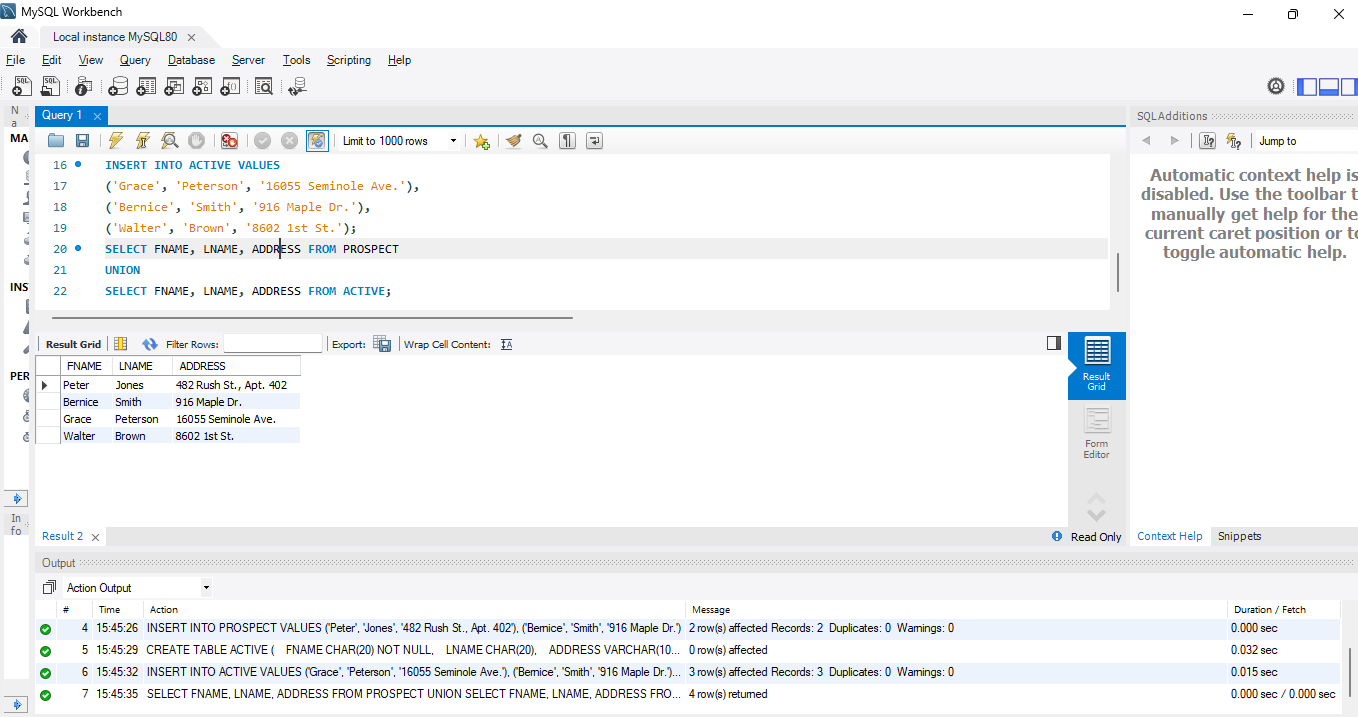 MySQL Workbench
Local instance MySQL80
File Edit View Query Database Server Tools Scripting Help
Na
MA
INS
PER
Info
Query 1
Limit to 1000 rows
16 INSERT INTO ACTIVE VALUES
17 ('Grace', 'Peterson', '16055 Seminole Ave.'),
18 ('Bernice', 'Smith', '916 Maple Dr.'),
19 ('Walter', 'Brown', '8602 1st St.');
20 SELECT FNAME, LNAME, ADDRESS FROM PROSPECT
21 UNION
22 SELECT FNAME, LNAME, ADDRESS FROM ACTIVE;
Result Grid Filter Rows: Export: Wrap Cell Content:
FNAME LNAME ADDRESS
Peter Jones 482 Rush St., Apt. 402
Bernice Smith 916 Maple Dr.
Grace Peterson 16055 Seminole Ave.
Walter Brown 8602 1st St.
Result Grid
Form Editor
Result 2
Read Only
SQLAdditions
Jump to
Automatic context help is
disabled. Use the toolbar t
manually get help for the
current caret position or to
toggle automatic help.
Context Help Snippets
Output
Action Output
# Time Action Message Duration / Fetch
4 15:45:26 INSERT INTO PROSPECT VALUES ('Peter', 'Jones', '482 Rush St., Apt. 402'), ('Bernice', 'Smith', '916 Maple Dr.') 2 row(s) affected Records: 2 Duplicates: 0 Warnings: 0 0.000 sec
5 15:45:29 CREATE TABLE ACTIVE ( FNAME CHAR(20) NOT NULL, LNAME CHAR(20), ADDRESS VARCHAR(10... 0 row(s) affected 0.032 sec
6 15:45:32 INSERT INTO ACTIVE VALUES ('Grace', 'Peterson', '16055 Seminole Ave.'), ('Bernice', 'Smith', '916 Maple Dr.')... 3 row(s) affected Records: 3 Duplicates: 0 Warnings: 0 0.015 sec
7 15:45:35 SELECT FNAME, LNAME, ADDRESS FROM PROSPECT UNION SELECT FNAME, LNAME, ADDRESS FRO... 4 row(s) returned 0.000 sec / 0.000 sec